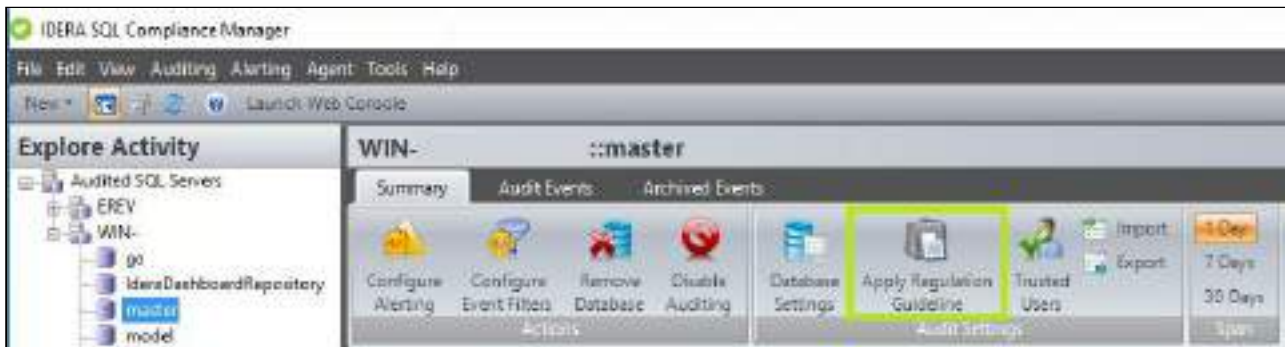 IDERA SQL Compliance Manager
File Edit View Auditing Alerting Agent Tools Help
New Launch Web Console
Explore Activity
Audited SQL Servers
EREV
WIN-
go
IderaDashboardRepository
master
model
WIN- ::master
Summary Audit Events Archived Events
Configure Alerting
Configure Event Filters
Remove Database
Disable Auditing
Actions
Database Settings
Apply Regulation Guideline
Trusted Users
Import
Export
Audit Settings
1 Day
7 Days
30 Days
Span